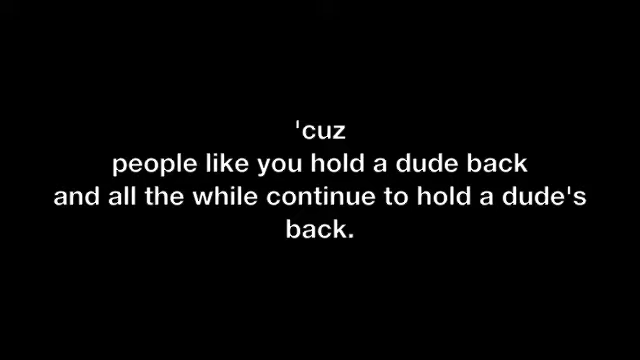 'cuz
people like you hold a dude back
and all the while continue to hold a dude's
back.